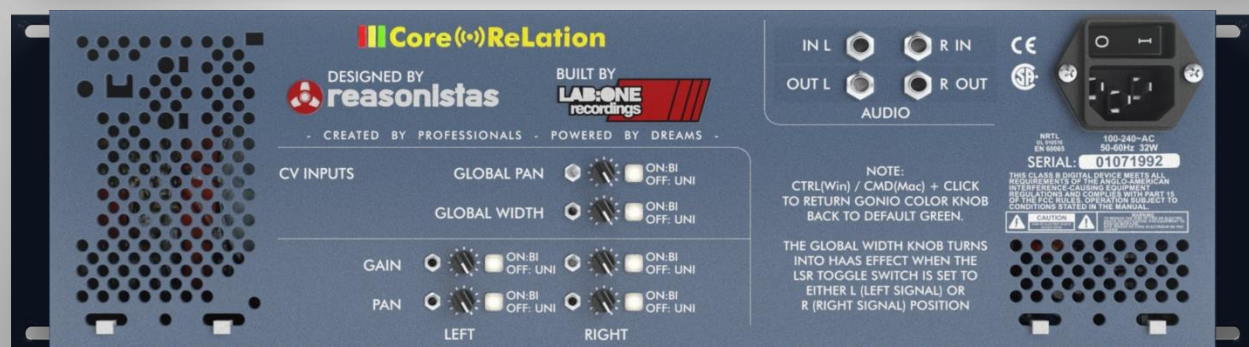 Core((•))ReLation
DESIGNED BY
reasonistas
BUILT BY
LAB:ONE
recordings
- CREATED BY PROFESSIONALS - POWERED BY DREAMS -
CV INPUTS
GLOBAL PAN
ON:BI
OFF: UNI
GLOBAL WIDTH
ON:BI
OFF: UNI
GAIN
ON:BI
OFF: UNI
ON:BI
OFF: UNI
PAN
ON:BI
OFF: UNI
ON:BI
OFF: UNI
LEFT
RIGHT
IN L
R IN
OUT L
R OUT
AUDIO
NOTE:
CTRL(Win) / CMD(Mac) + CLICK
TO RETURN GONIO COLOR KNOB
BACK TO DEFAULT GREEN.
THE GLOBAL WIDTH KNOB TURNS
INTO HAAS EFFECT WHEN THE
LSR TOGGLE SWITCH IS SET TO
EITHER L (LEFT SIGNAL) OR
R (RIGHT SIGNAL) POSITION
CE
O I
NRTL
EN 60065
100-240~AC
50-60Hz 32W
SERIAL: 01071992
THIS CLASS B DIGITAL DEVICE MEETS ALL
REQUIREMENTS OF THE ANGLO-AMERICAN
INTERFERENCE-CAUSING EQUIPMENT
REGULATIONS AND COMPLIES WITH PART 15
OF THE FCC RULES. OPERATION SUBJECT TO
CONDITIONS STATED IN THE MANUAL.
CAUTION